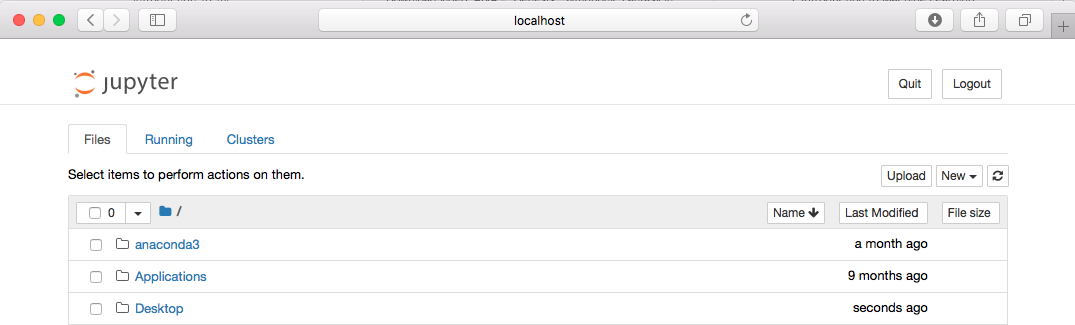 localhost
jupyter
Quit Logout
Files Running Clusters
Select items to perform actions on them.
Upload New
0 / Name Last Modified File size
anaconda3 a month ago
Applications 9 months ago
Desktop seconds ago